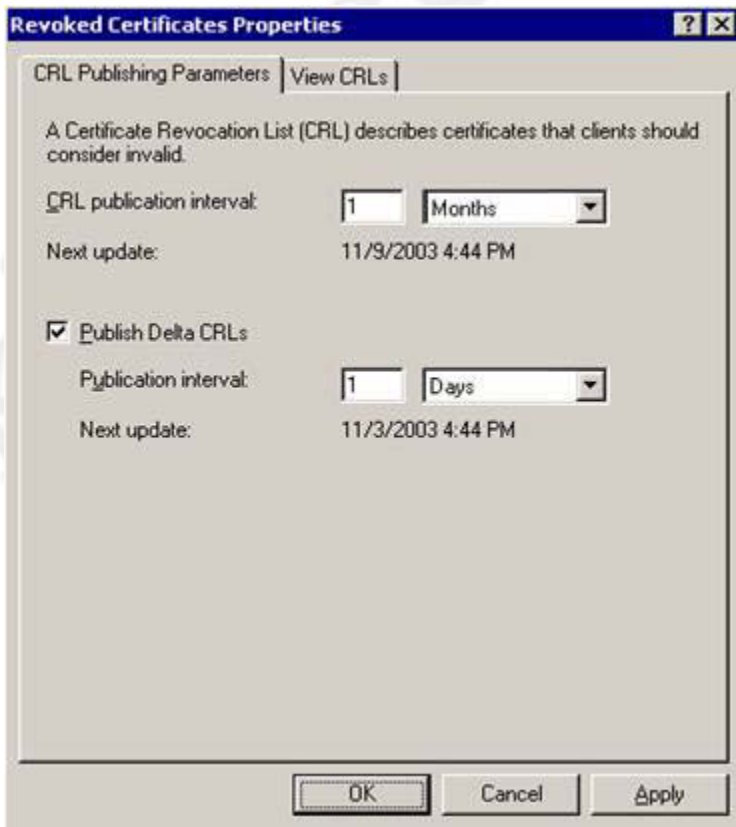 Revoked Certificates Properties
CRL Publishing Parameters
View CRLs
A Certificate Revocation List (CRL) describes certificates that clients should
consider invalid.
CRL publication interval: 1 Months
Next update: 11/9/2003 4:44 PM
Publish Delta CRLs
Publication interval: 1 Days
Next update: 11/3/2003 4:44 PM
OK Cancel Apply